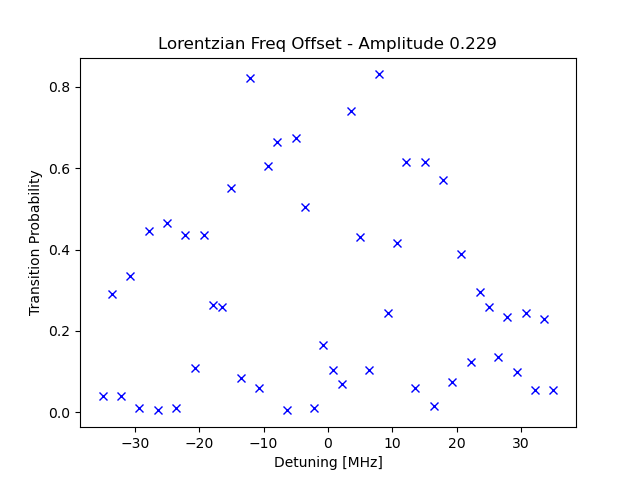 Lorentzian Freq Offset - Amplitude 0.229
Transition Probability
0.8
0.6
0.4
0.2
0.0
−30 −20 −10 0 10 20 30
Detuning [MHz]